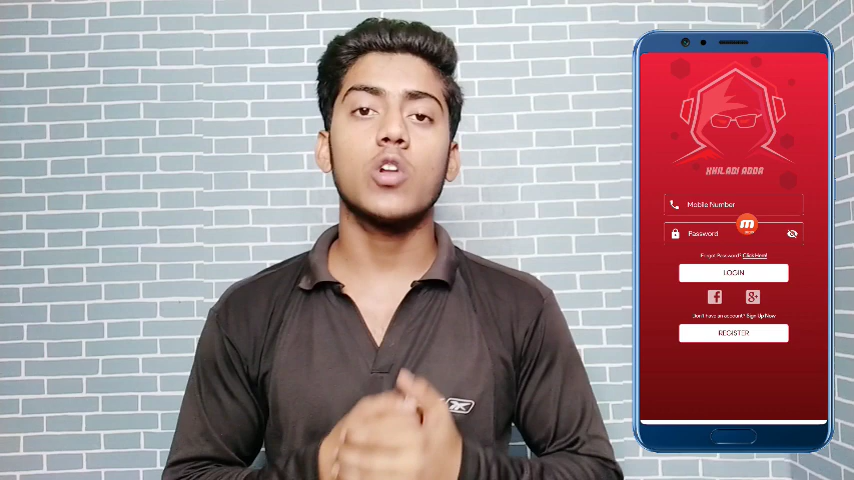 KHILADI ADDA
Mobile Number
m
Password
Forgot Password? Click Here!
LOGIN
f
g+
Don't have an account? Sign Up Now
REGISTER